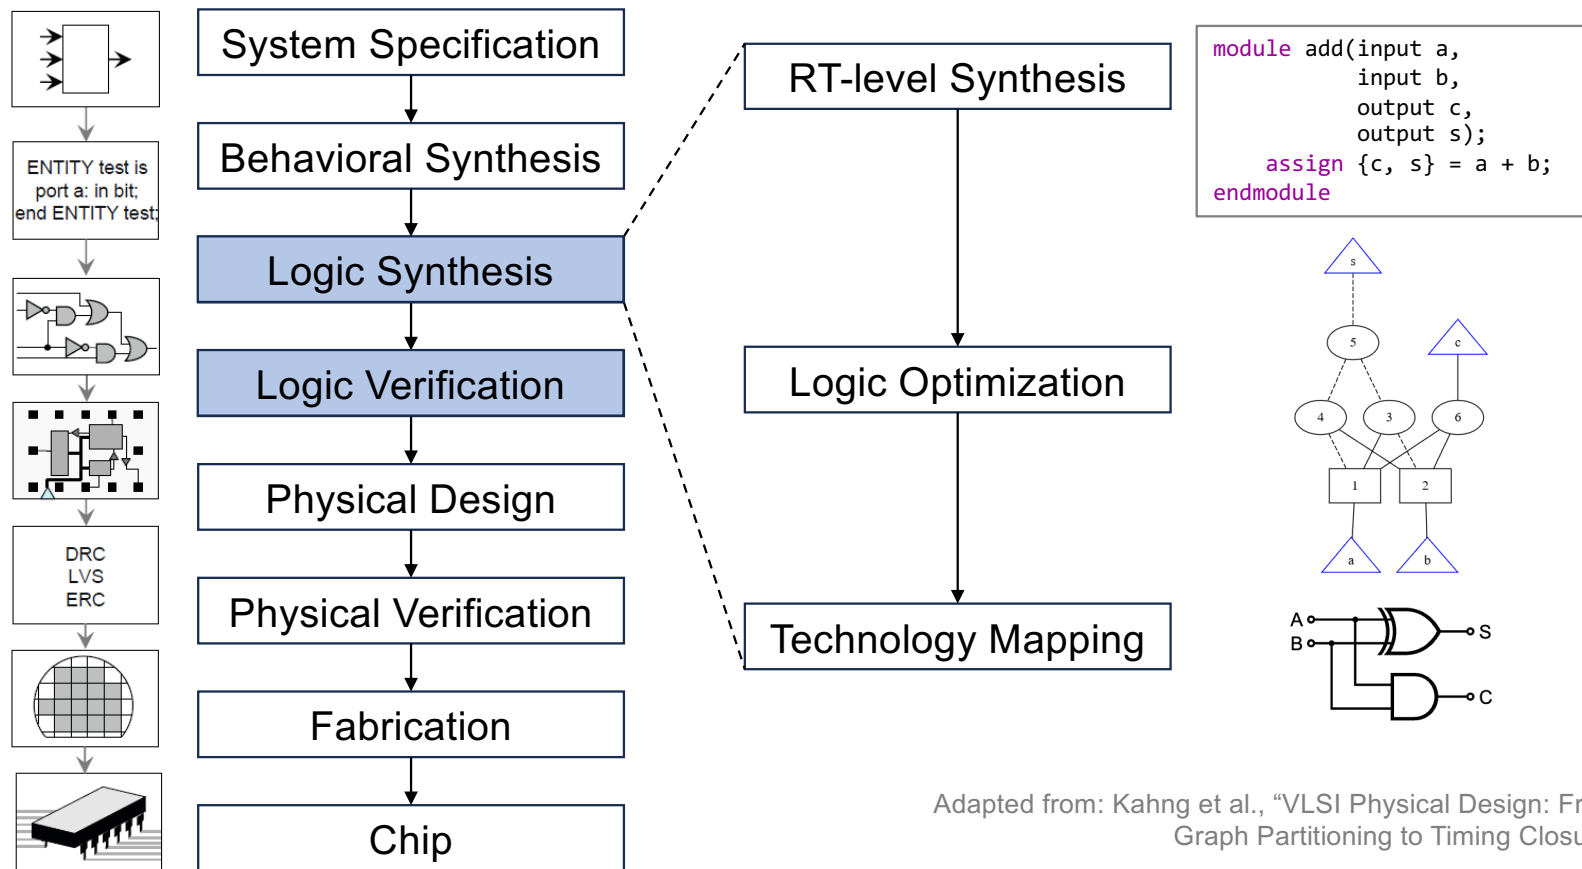 System Specification
Behavioral Synthesis
Logic Synthesis
Logic Verification
Physical Design
Physical Verification
Fabrication
Chip
ENTITY test is
port a: in bit;
end ENTITY test;
DRC
LVS
ERC
RT-level Synthesis
Logic Optimization
Technology Mapping
module add(input a,
input b,
output c,
output s);
assign {c, s} = a + b;
endmodule
s
5
c
4
3
6
1
2
a
b
A
B
S
C
Adapted from: Kahng et al., “VLSI Physical Design: Fr
Graph Partitioning to Timing Closu